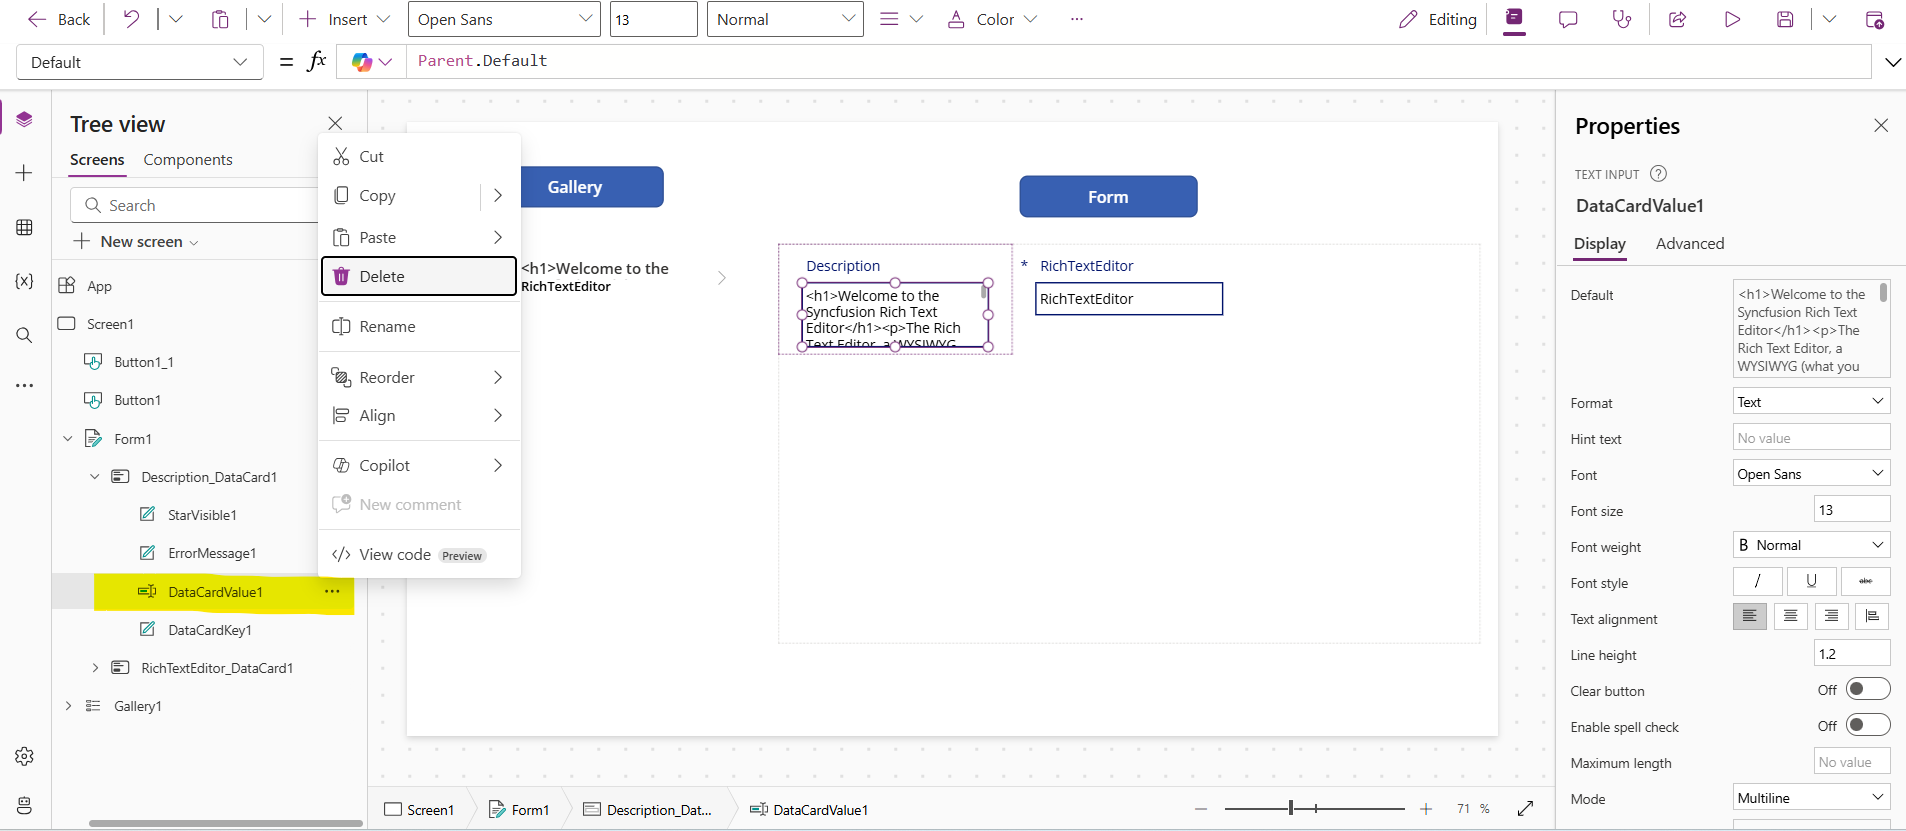 Back
Insert
Open Sans
13
Normal
Color
Editing
Default
= fx
Parent.Default
Tree view
Screens
Components
Search
New screen
App
Screen1
Button1_1
Button1
Form1
Description_DataCard1
StarVisible1
ErrorMessage1
DataCardValue1
DataCardKey1
RichTextEditor_DataCard1
Gallery1
Cut
Copy
Paste
Delete
Rename
Reorder
Align
Copilot
New comment
View code Preview
Gallery
<h1>Welcome to the
RichTextEditor
Form
Description
<h1>Welcome to the
Syncfusion Rich Text
Editor</h1><p>The Rich
Text Editor, a WYSIWYG
* RichTextEditor
RichTextEditor
Screen1
Form1
Description_Dat...
DataCardValue1
71 %
Properties
TEXT INPUT
DataCardValue1
Display
Advanced
Default
<h1>Welcome to the
Syncfusion Rich Text
Editor</h1><p>The
Rich Text Editor, a
WYSIWYG (what you
Format
Text
Hint text
No value
Font
Open Sans
Font size
13
Font weight
B Normal
Font style
/ U abc
Text alignment
Line height
1.2
Clear button
Off
Enable spell check
Off
Maximum length
No value
Mode
Multiline